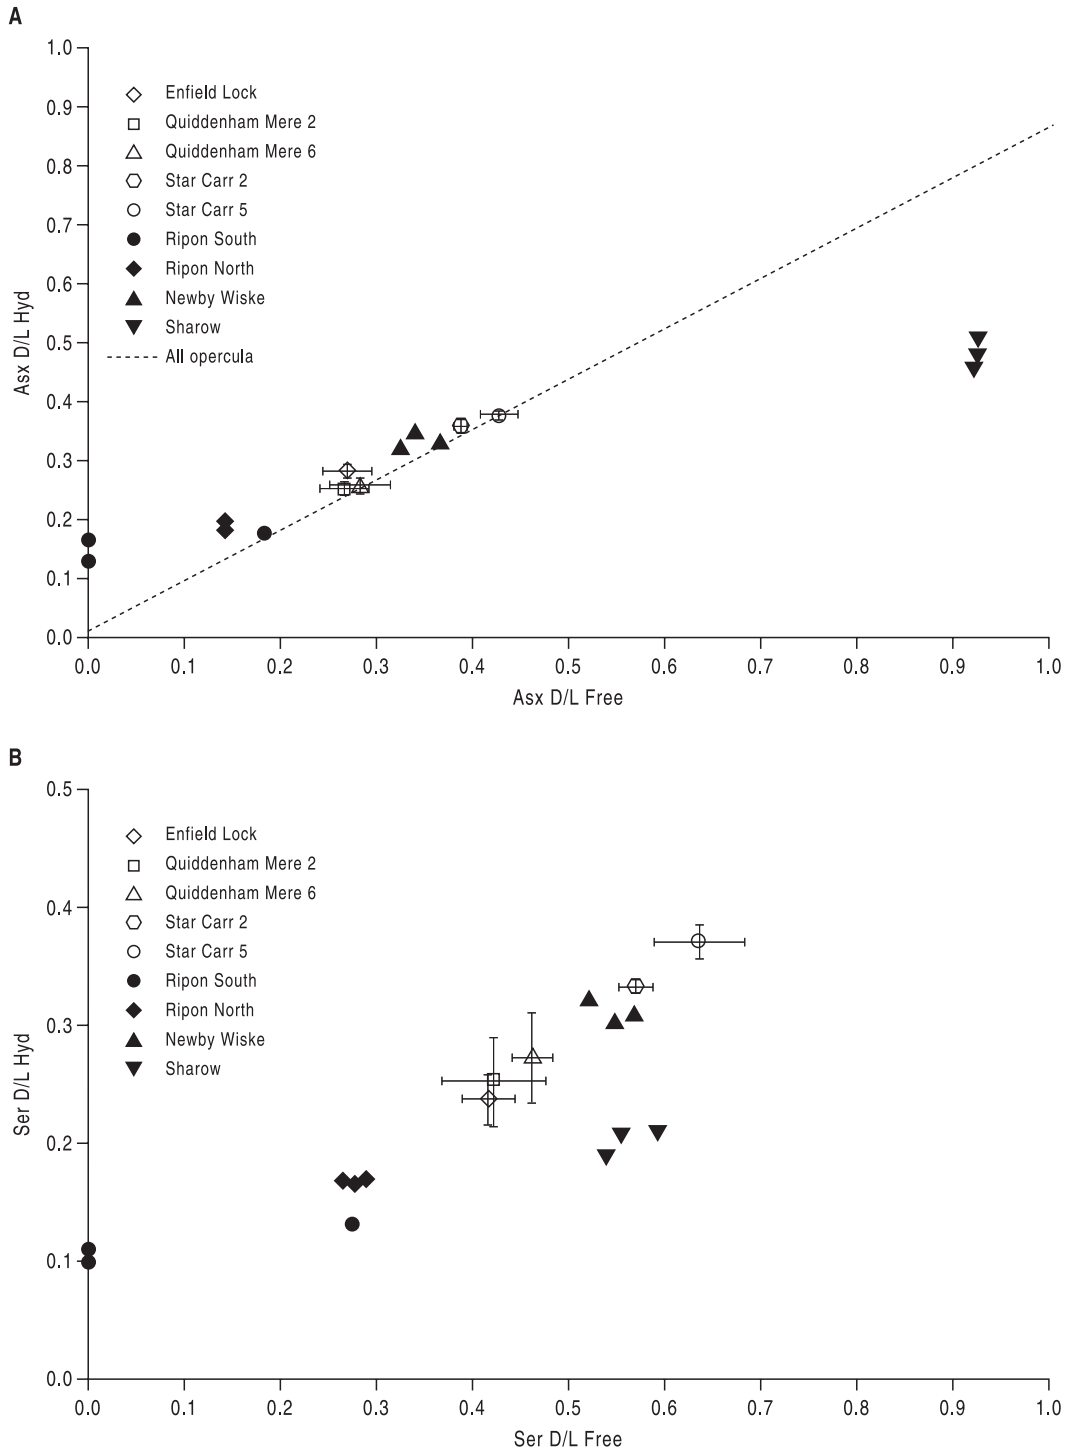 A
1.0
0.9
0.8
0.7
0.6
0.5
0.4
0.3
0.2
0.1
0.0
Asx D/L Hyd
Enfield Lock
Quiddenham Mere 2
Quiddenham Mere 6
Star Carr 2
Star Carr 5
Ripon South
Ripon North
Newby Wiske
Sharow
All opercula
0.0 0.1 0.2 0.3 0.4 0.5 0.6 0.7 0.8 0.9 1.0
Asx D/L Free
B
0.5
0.4
0.3
0.2
0.1
0.0
Ser D/L Hyd
Enfield Lock
Quiddenham Mere 2
Quiddenham Mere 6
Star Carr 2
Star Carr 5
Ripon South
Ripon North
Newby Wiske
Sharow
0.0 0.1 0.2 0.3 0.4 0.5 0.6 0.7 0.8 0.9 1.0
Ser D/L Free